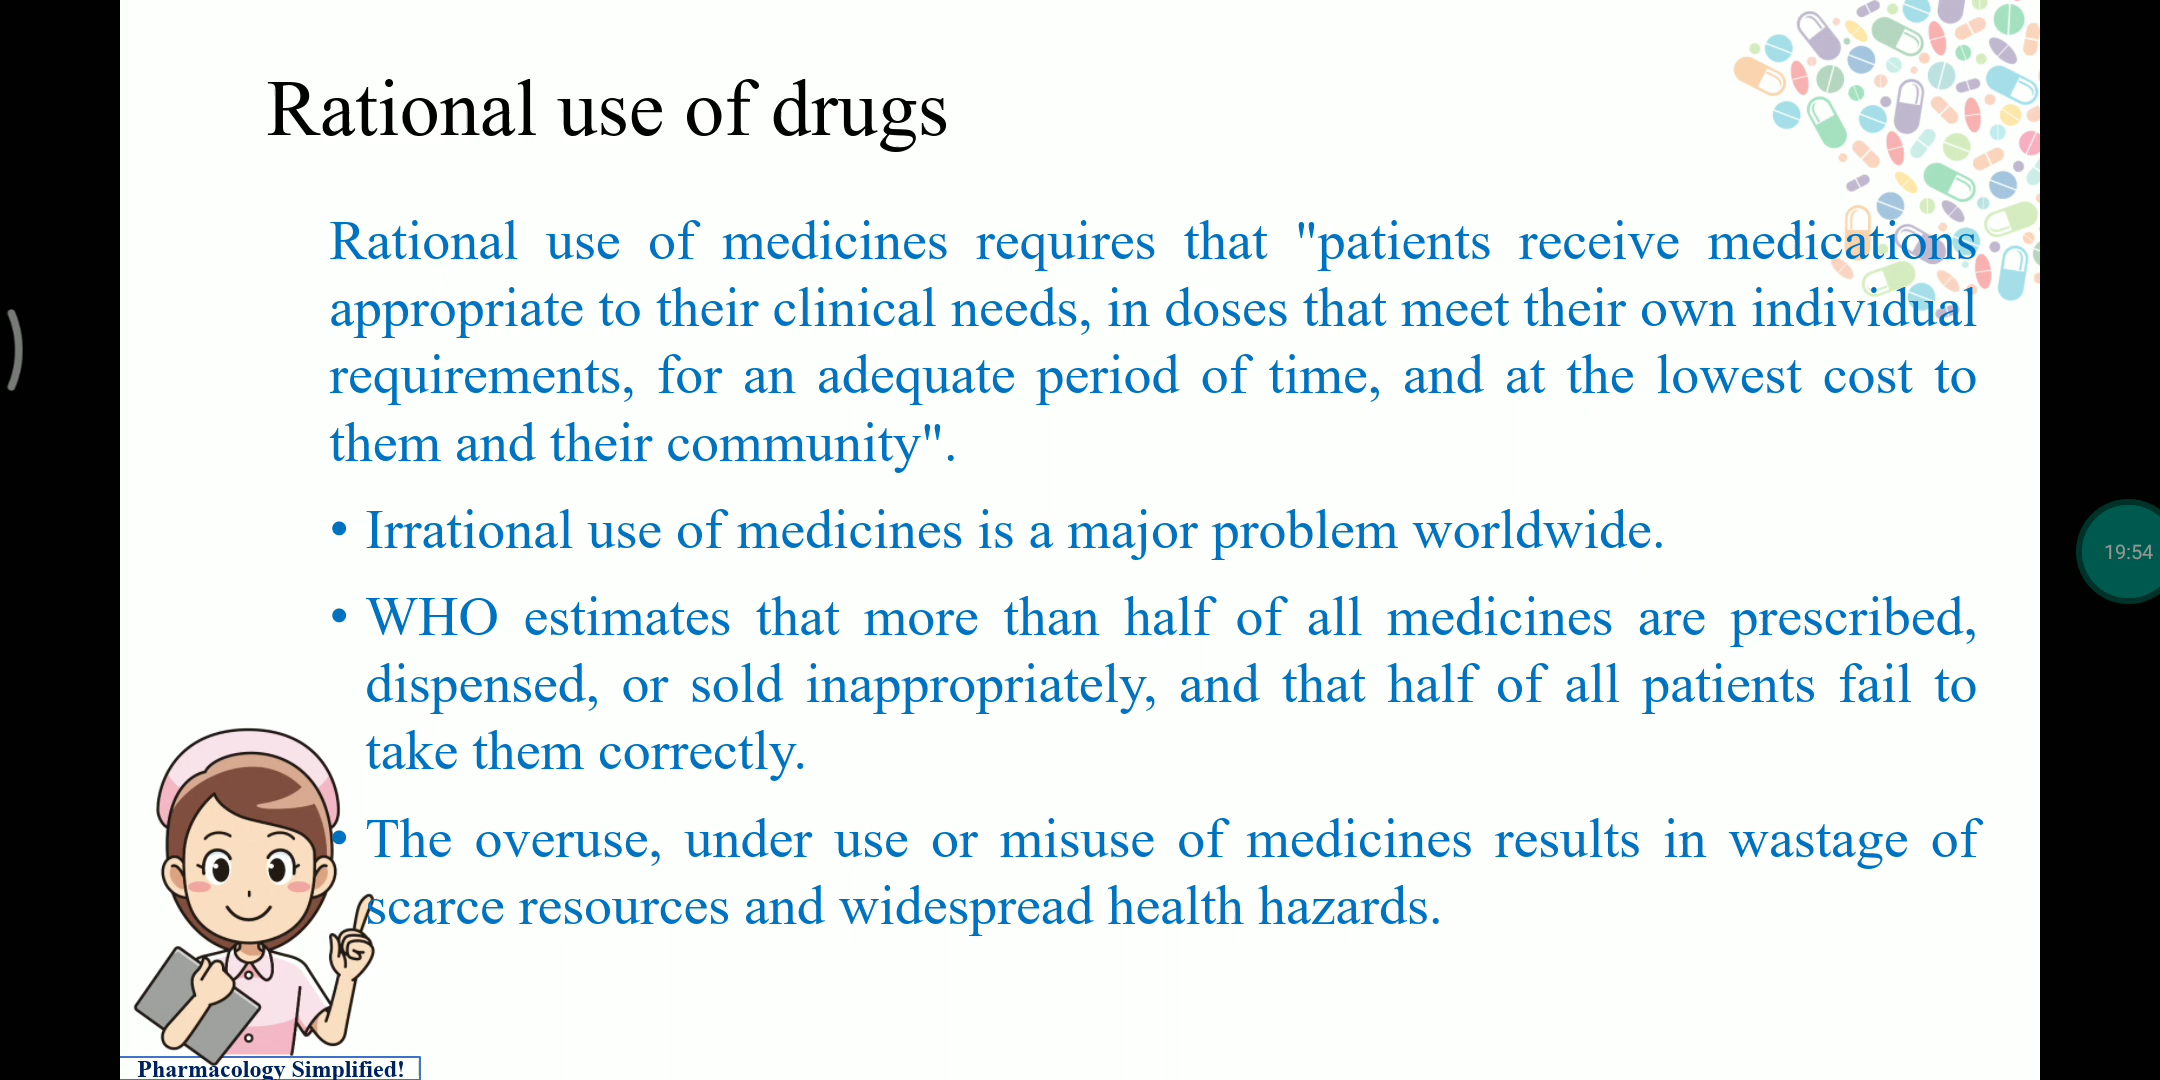 Rational use of drugs
Rational use of medicines requires that "patients receive medications
appropriate to their clinical needs, in doses that meet their own individual
requirements, for an adequate period of time, and at the lowest cost to
them and their community".
• Irrational use of medicines is a major problem worldwide.
• WHO estimates that more than half of all medicines are prescribed,
dispensed, or sold inappropriately, and that half of all patients fail to
take them correctly.
• The overuse, under use or misuse of medicines results in wastage of
scarce resources and widespread health hazards.
19:54
Pharmacology Simplified!